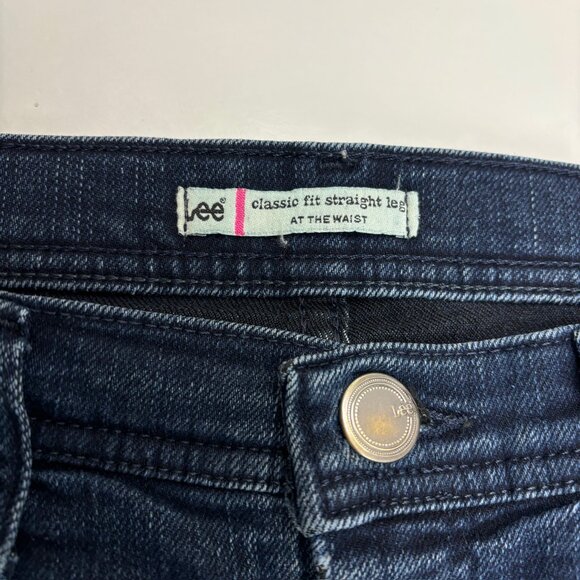 Lee®
classic fit straight leg
AT THE WAIST
Lee